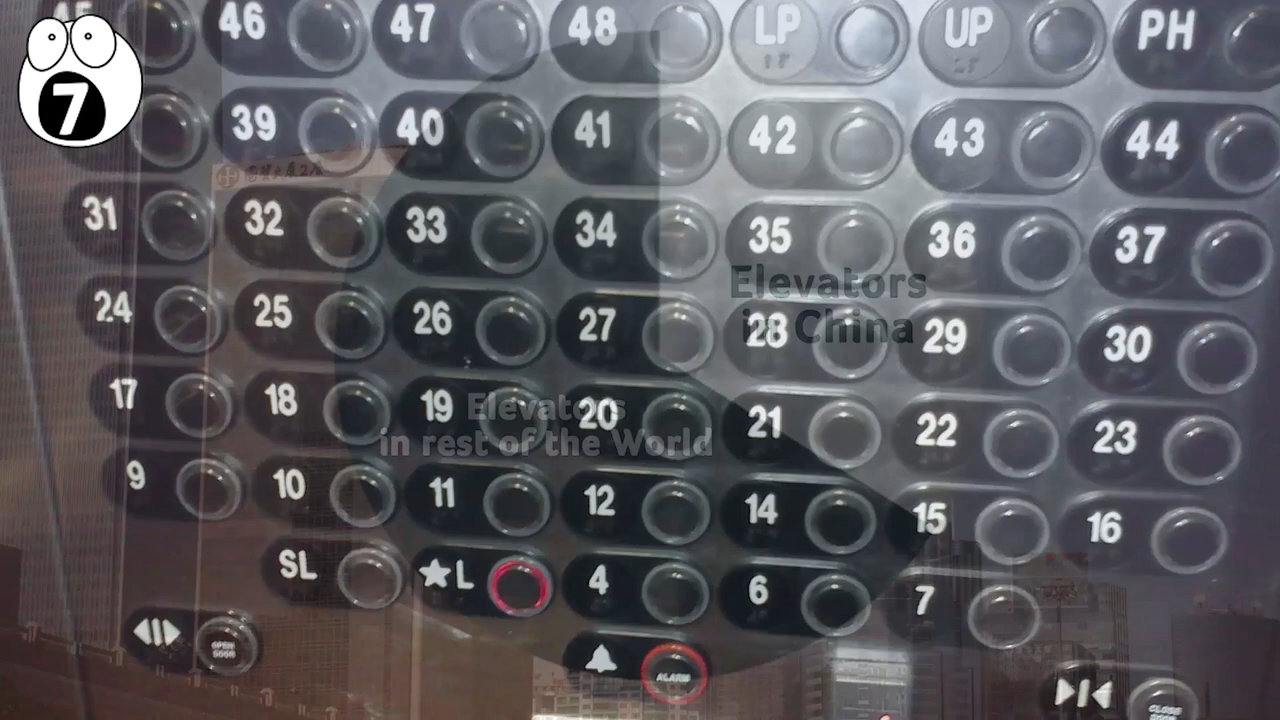 7
45 46 47 48 LP UP PH
39 40 41 42 43 44
31 32 33 34 35 36 37
24 25 26 27 28 29 30
Elevators
in China
17 18 19 20 21 22 23
Elevators
in rest of the World
9 10 11 12 14 15 16
SL ★L 4 6 7
OPEN
DOOR
ALARM
CLOSE
DOOR